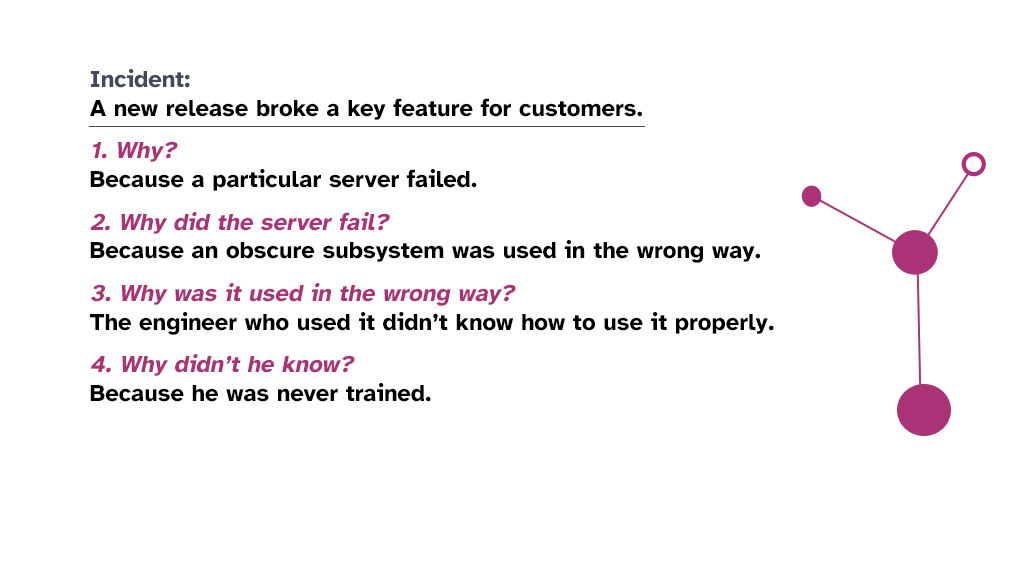 Incident:
A new release broke a key feature for customers.
1. Why?
Because a particular server failed.
2. Why did the server fail?
Because an obscure subsystem was used in the wrong way.
3. Why was it used in the wrong way?
The engineer who used it didn’t know how to use it properly.
4. Why didn’t he know?
Because he was never trained.